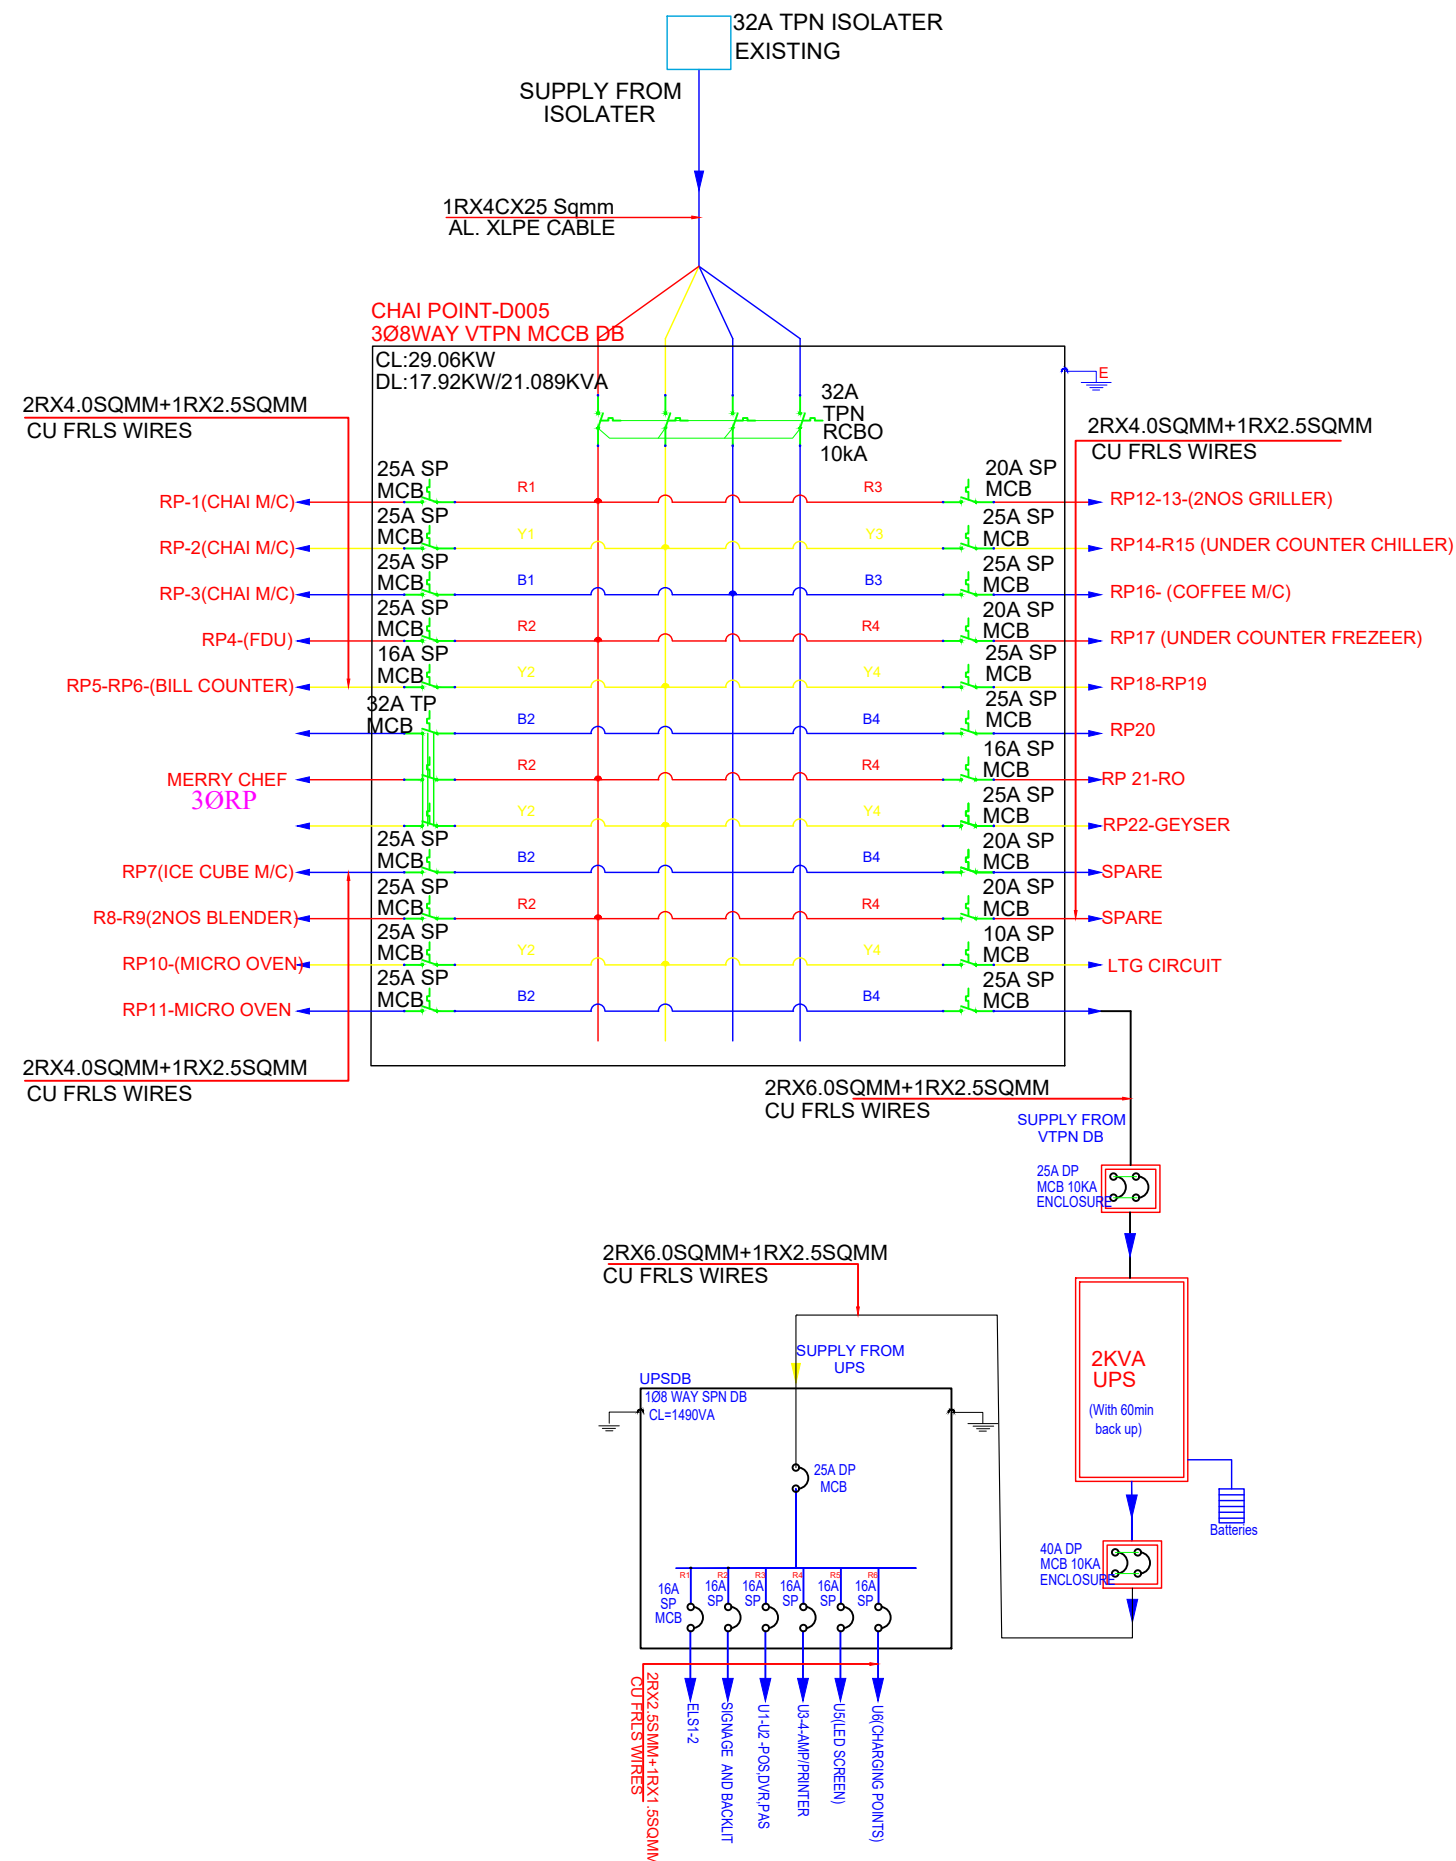 32A TPN ISOLATER
EXISTING
SUPPLY FROM
ISOLATER
1RX4CX25 Sqmm
AL. XLPE CABLE
CHAI POINT-D005
3Ø8WAY VTPN MCCB DB
CL:29.06KW
DL:17.92KW/21.089KVA
E
32A
TPN
RCBO
10kA
2RX4.0SQMM+1RX2.5SQMM
CU FRLS WIRES
2RX4.0SQMM+1RX2.5SQMM
CU FRLS WIRES
25A SP
MCB
RP-1(CHAI M/C)
R1
R3
20A SP
MCB
RP12-13-(2NOS GRILLER)
25A SP
MCB
RP-2(CHAI M/C)
Y1
Y3
25A SP
MCB
RP14-R15 (UNDER COUNTER CHILLER)
25A SP
MCB
RP-3(CHAI M/C)
B1
B3
25A SP
MCB
RP16- (COFFEE M/C)
25A SP
MCB
RP4-(FDU)
R2
R4
20A SP
MCB
RP17 (UNDER COUNTER FREZEER)
16A SP
MCB
RP5-RP6-(BILL COUNTER)
Y2
Y4
25A SP
MCB
RP18-RP19
32A TP
MCB
B2
B4
25A SP
MCB
RP20
MERRY CHEF
3ØRP
R2
R4
16A SP
MCB
RP 21-RO
Y2
Y4
25A SP
MCB
RP22-GEYSER
25A SP
MCB
RP7(ICE CUBE M/C)
B2
B4
20A SP
MCB
SPARE
25A SP
MCB
R8-R9(2NOS BLENDER)
R2
R4
20A SP
MCB
SPARE
25A SP
MCB
RP10-(MICRO OVEN)
Y2
Y4
10A SP
MCB
LTG CIRCUIT
25A SP
MCB
RP11-MICRO OVEN
B2
B4
25A SP
MCB
2RX4.0SQMM+1RX2.5SQMM
CU FRLS WIRES
2RX6.0SQMM+1RX2.5SQMM
CU FRLS WIRES
SUPPLY FROM
VTPN DB
25A DP
MCB 10KA
ENCLOSURE
2RX6.0SQMM+1RX2.5SQMM
CU FRLS WIRES
2KVA
UPS
(With 60min
back up)
Batteries
40A DP
MCB 10KA
ENCLOSURE
SUPPLY FROM
UPS
UPSDB
1Ø8 WAY SPN DB
CL=1490VA
25A DP
MCB
R1
R2
R3
R4
R5
R6
16A
SP
MCB
16A
SP
16A
SP
16A
SP
16A
SP
16A
SP
2RX2.5SMM+1RX1.5SQMM
CU FRLS WIRES
ELS1-2
SIGNAGE AND BACKLIT
U1-U2 -POS,DVR,PAS
U3-4-AMP/PRINTER
U5(LED SCREEN)
U6(CHARGING POINTS)